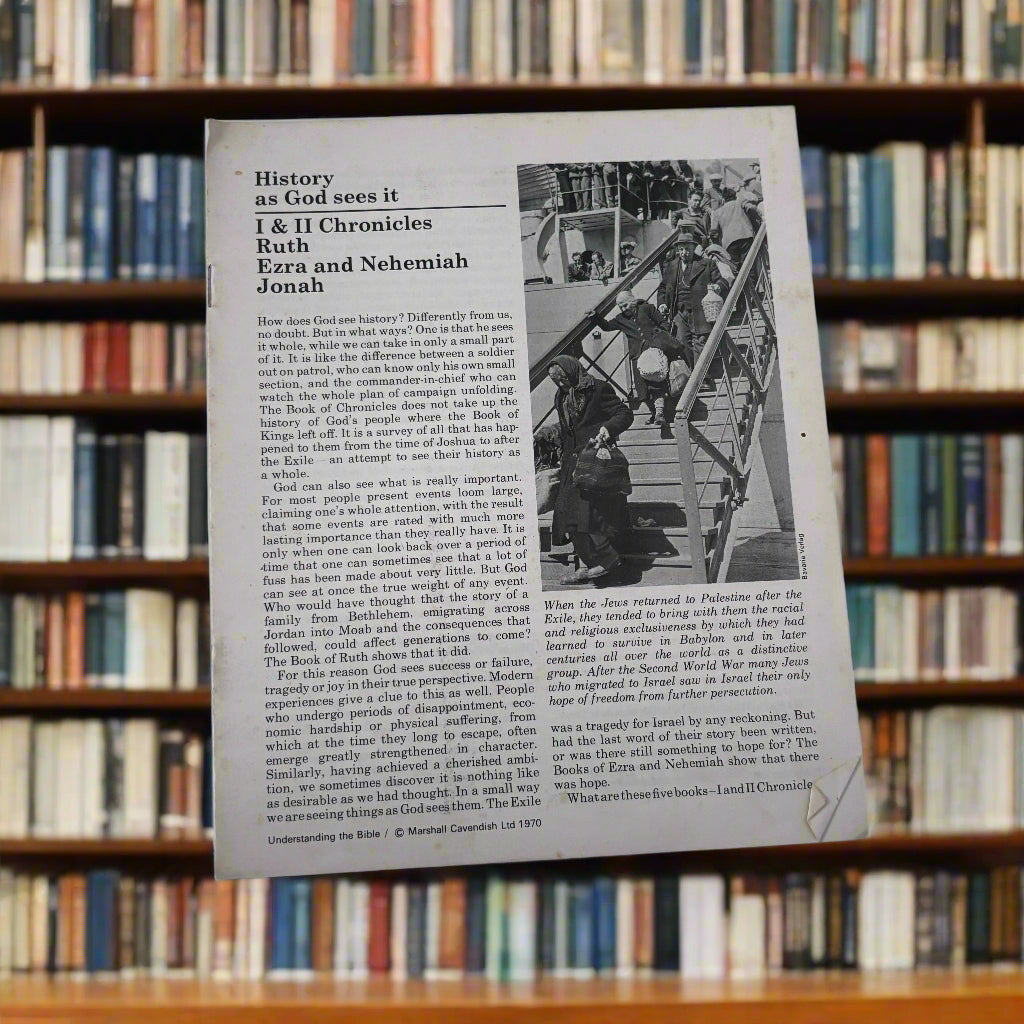 History
as God sees it
I & II Chronicles
Ruth
Ezra and Nehemiah
Jonah
How does God see history? Differently from us,
no doubt. But in what ways? One is that he sees
it whole, while we can take in only a small part
of it. It is like the difference between a soldier
out on patrol, who can know only his own small
section, and the commander-in-chief who can
watch the whole plan of campaign unfolding.
The Book of Chronicles does not take up the
history of God's people where the Book of
Kings left off. It is a survey of all that has hap-
pened to them from the time of Joshua to after
the Exile — an attempt to see their history as
a whole.
God can also see what is really important.
For most people present events loom large,
claiming one's whole attention, with the result
that some events are rated with much more
lasting importance than they really have. It is
only when one can look back over a period of
time that one can sometimes see that a lot of
fuss has been made about very little. But God
can see at once the true weight of any event.
Who would have thought that the story of a
family from Bethlehem, emigrating across
Jordan into Moab and the consequences that
followed, could affect generations to come?
The Book of Ruth shows that it did.
For this reason God sees success or failure,
tragedy or joy in their true perspective. Modern
experiences give a clue to this as well. People
who undergo periods of disappointment, eco-
nomic hardship or physical suffering, from
which at the time they long to escape, often
emerge greatly strengthened in character.
Similarly, having achieved a cherished ambi-
tion, we sometimes discover it is nothing like
as desirable as we had thought. In a small way
we are seeing things as God sees them. The Exile
Bavaria Verlag
When the Jews returned to Palestine after the
Exile, they tended to bring with them the racial
and religious exclusiveness by which they had
learned to survive in Babylon and in later
centuries all over the world as a distinctive
group. After the Second World War many Jews
who migrated to Israel saw in Israel their only
hope of freedom from further persecution.
was a tragedy for Israel by any reckoning. But
had the last word of their story been written,
or was there still something to hope for? The
Books of Ezra and Nehemiah show that there
was hope.
What are these five books—I and II Chronicle
Understanding the Bible / © Marshall Cavendish Ltd 1970